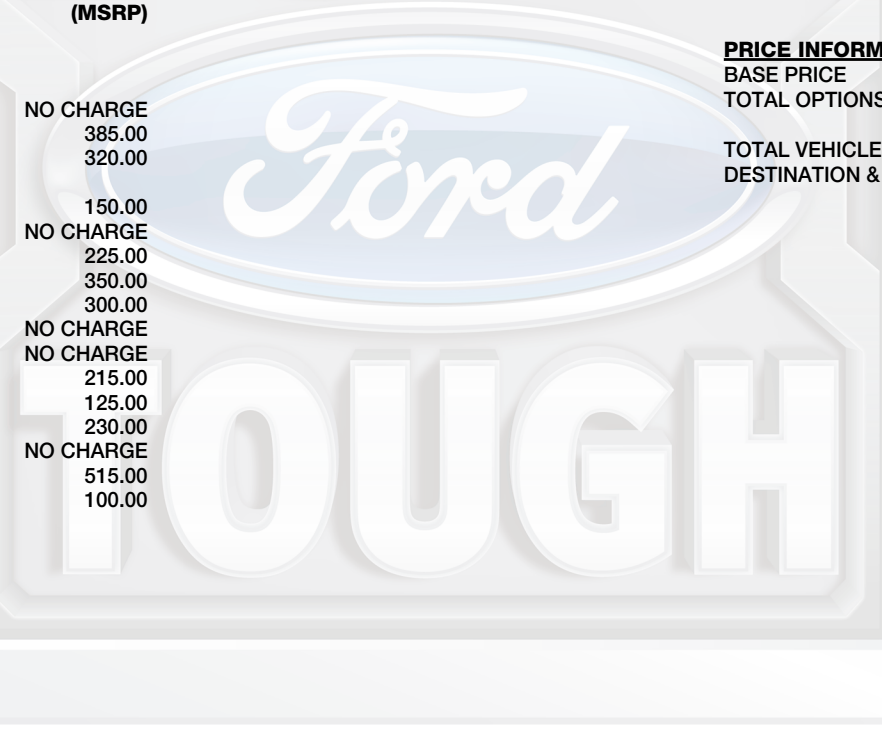 (MSRP)
NO CHARGE
385.00
320.00
150.00
NO CHARGE
225.00
350.00
300.00
NO CHARGE
NO CHARGE
215.00
125.00
230.00
NO CHARGE
515.00
100.00
PRICE INFORM
BASE PRICE
TOTAL OPTIONS
TOTAL VEHICLE
DESTINATION &
Ford
TOUGH